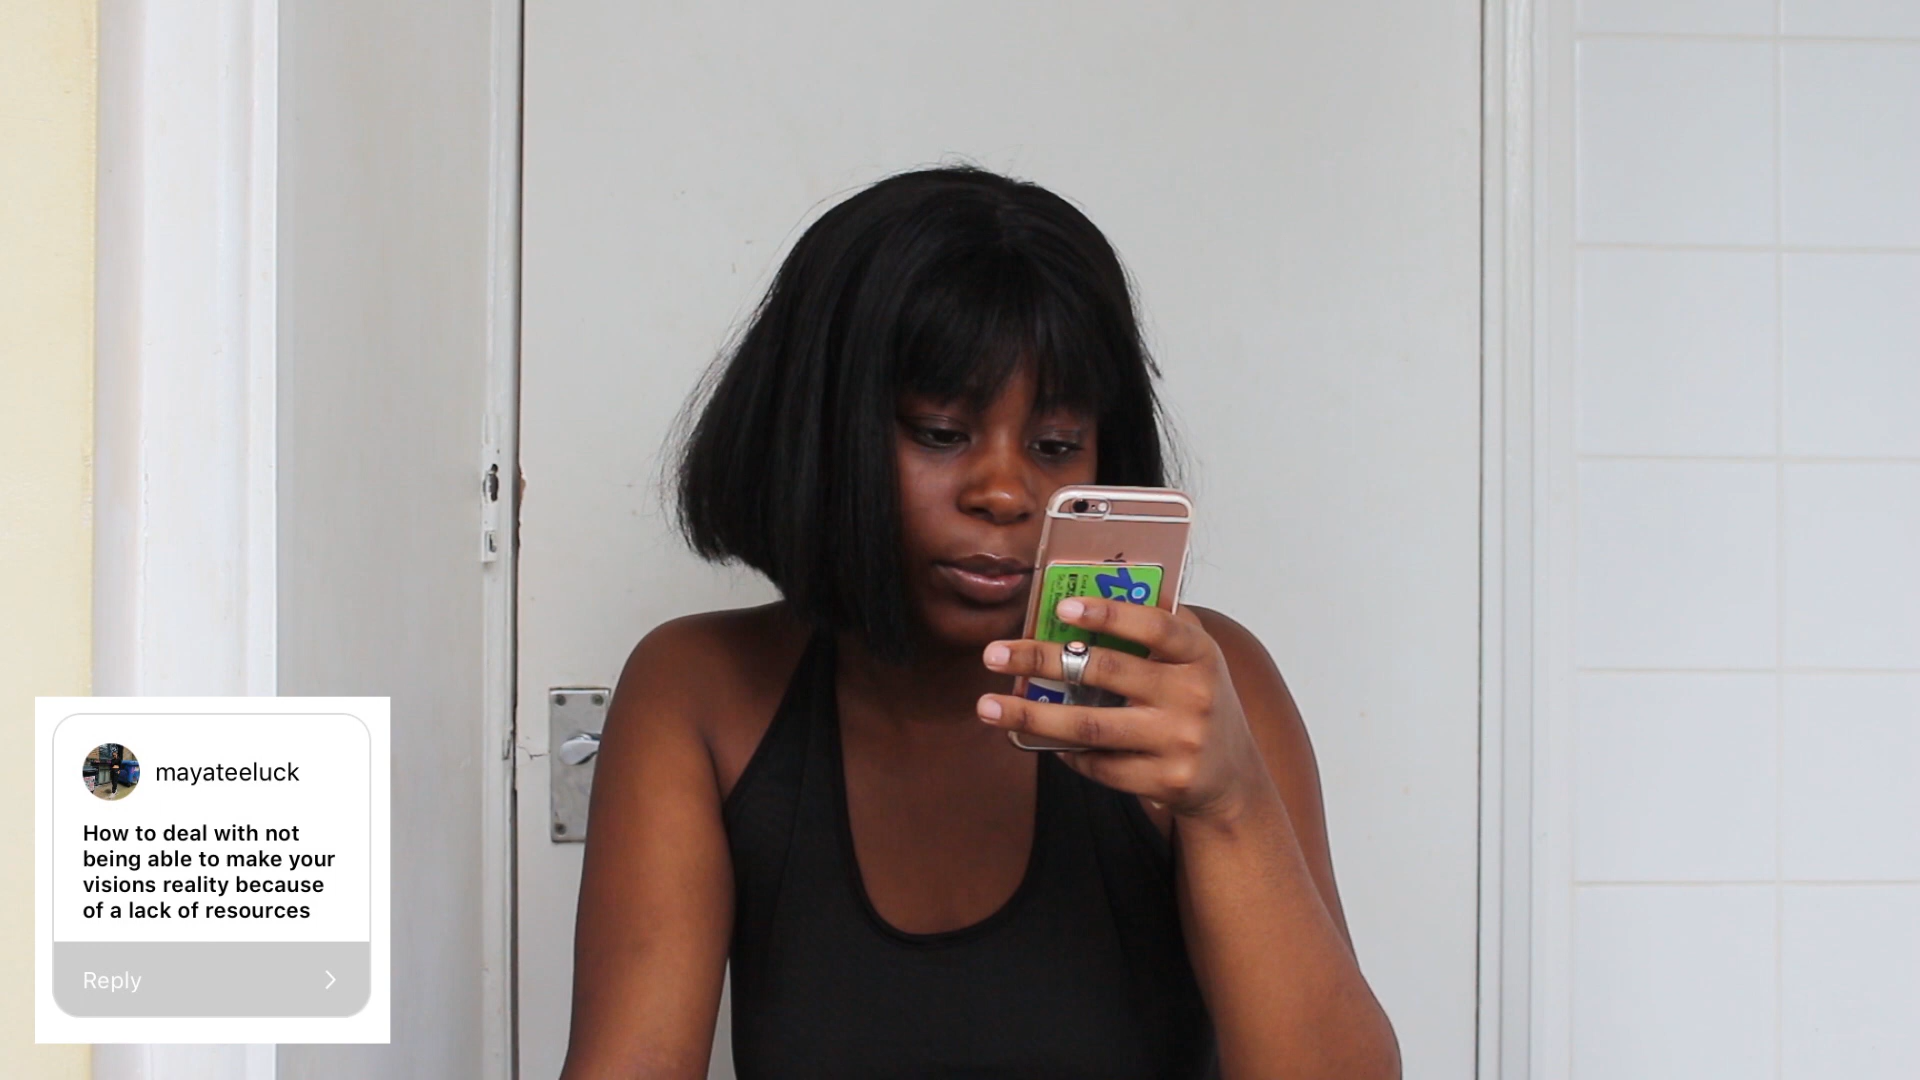 mayateeluck
How to deal with not
being able to make your
visions reality because
of a lack of resources
Reply